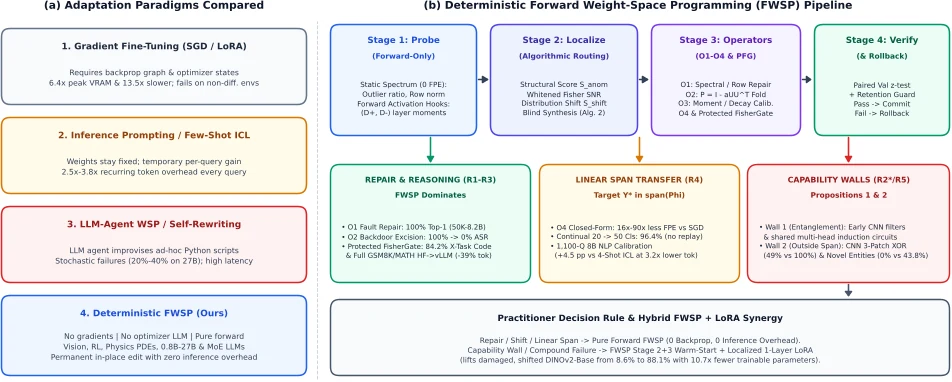 (a) Adaptation Paradigms Compared
1. Gradient Fine-Tuning (SGD / LoRA)
Requires backprop graph & optimizer states
6.4x peak VRAM & 13.5x slower; fails on non-diff. envs
2. Inference Prompting / Few-Shot ICL
Weights stay fixed; temporary per-query gain
2.5x-3.8x recurring token overhead every query
3. LLM-Agent WSP / Self-Rewriting
LLM agent improvises ad-hoc Python scripts
Stochastic failures (20%-40% on 27B); high latency
4. Deterministic FWSP (Ours)
No gradients | No optimizer LLM | Pure forward
Vision, RL, Physics PDEs, 0.8B-27B & MoE LLMs
Permanent in-place edit with zero inference overhead
(b) Deterministic Forward Weight-Space Programming (FWSP) Pipeline
Stage 1: Probe
(Forward-Only)
Static Spectrum (0 FPE):
Outlier ratio, Row norm
Forward Activation Hooks:
(D+, D-) layer moments
Stage 2: Localize
(Algorithmic Routing)
Structural Score S_anom
Whitened Fisher SNR
Distribution Shift S_shift
Blind Synthesis (Alg. 2)
Stage 3: Operators
(O1-O4 & PFG)
O1: Spectral / Row Repair
O2: P = I - aUU^T Fold
O3: Moment / Decay Calib.
O4 & Protected FisherGate
Stage 4: Verify
(& Rollback)
Paired Val z-test
+ Retention Guard
Pass -> Commit
Fail -> Rollback
REPAIR & REASONING (R1-R3)
FWSP Dominates
• O1 Fault Repair: 100% Top-1 (50K-8.2B)
• O2 Backdoor Excision: 100% -> 0% ASR
• Protected FisherGate: 84.2% X-Task Code
& Full GSM8K/MATH HF->vLLM (-39% tok)
LINEAR SPAN TRANSFER (R4)
Target Y* in span(Phi)
• O4 Closed-Form: 16x-90x less FPE vs SGD
• Continual 20 -> 50 Cls: 96.4% (no replay)
• 1,100-Q 8B NLP Calibration
(+4.5 pp vs 4-Shot ICL at 3.2x lower tok)
CAPABILITY WALLS (R2*/R5)
Propositions 1 & 2
• Wall 1 (Entanglement): Early CNN filters
& shared multi-head induction circuits
• Wall 2 (Outside Span): CNN 3-Patch XOR
(49% vs 100%) & Novel Entities (0% vs 43.8%)
Practitioner Decision Rule & Hybrid FWSP + LoRA Synergy
Repair / Shift / Linear Span -> Pure Forward FWSP (0 Backprop, 0 Inference Overhead).
Capability Wall / Compound Failure -> FWSP Stage 2+3 Warm-Start + Localized 1-Layer LoRA
(lifts damaged, shifted DINOv2-Base from 8.6% to 88.1% with 10.7x fewer trainable parameters).